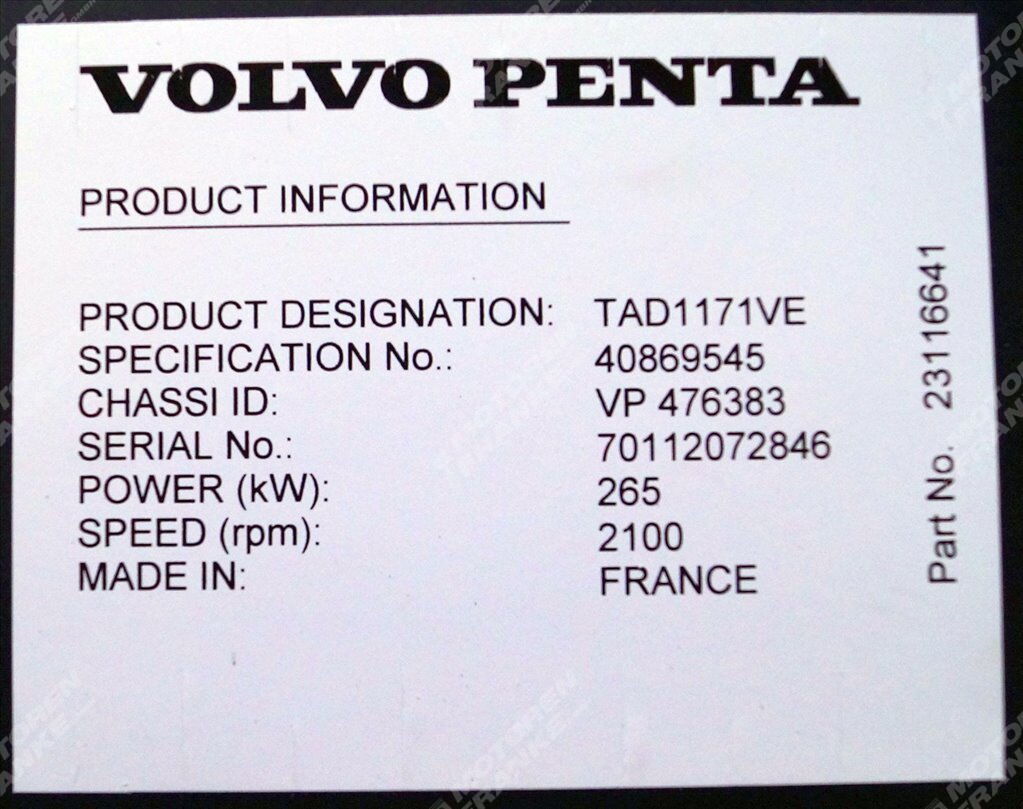 VOLVO PENTA
PRODUCT INFORMATION
PRODUCT DESIGNATION: TAD1171VE
SPECIFICATION No.: 40869545
CHASSI ID: VP 476383
SERIAL No.: 70112072846
POWER (kW): 265
SPEED (rpm): 2100
MADE IN: FRANCE
Part No. 23116641
MOTOREN